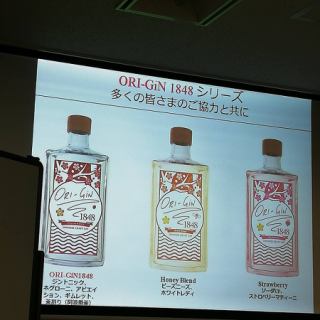 ORI-GiN 1848 シリーズ
多くの皆さまのご協力と共に
ORI-GiN
1848
ORI-GiN
1848
ORI-GiN
1848
ORI-GiN1848
ジントニック、
ネグローニ、アビエイ
ション、ギムレット、
Honey Blend
ビーズニーズ、
ホワイトレディ
Strawberry
ソーダ割、
ストロベリーマティーニ